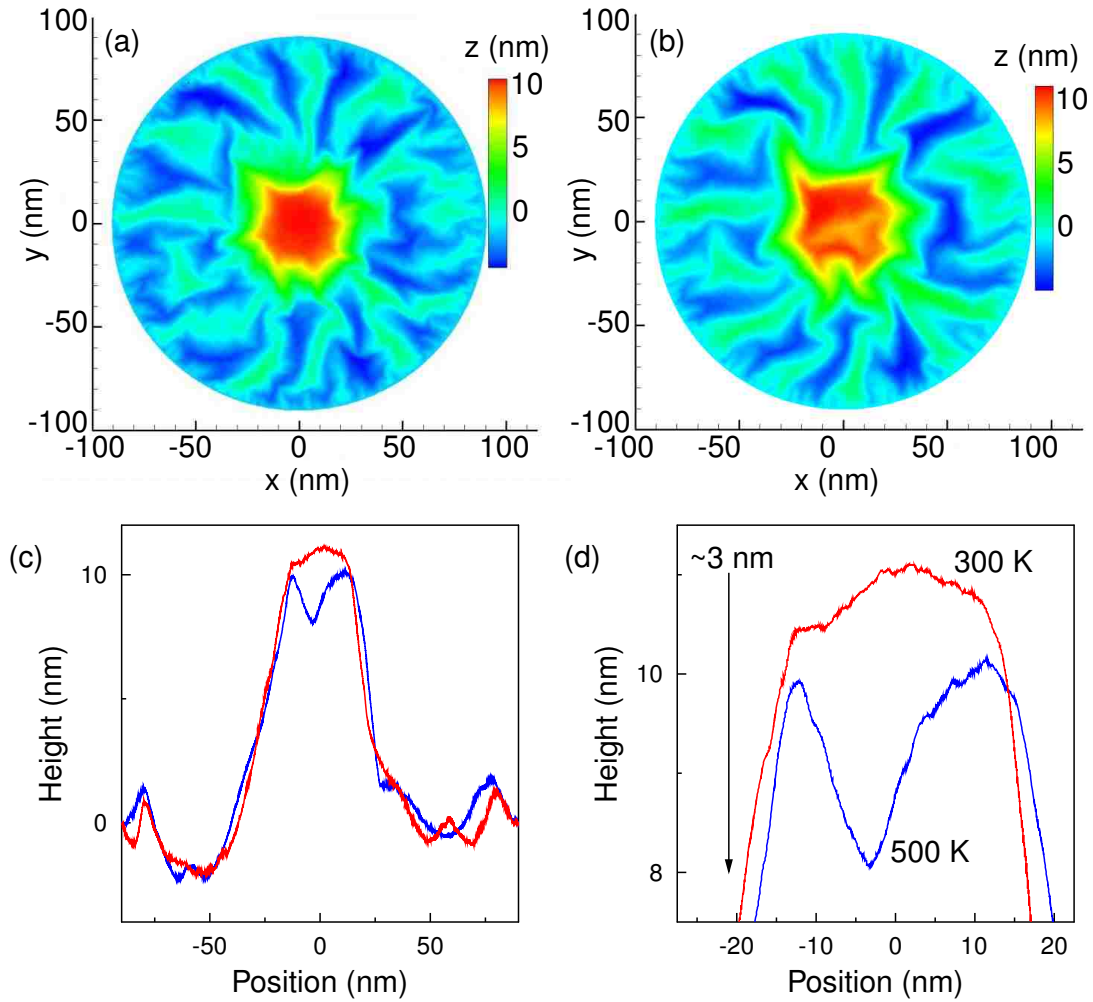 (a)
z (nm)
10
5
0
100
50
0
-50
-100
y (nm)
-100 -50 0 50 100
x (nm)
(b)
z (nm)
10
5
0
100
50
0
-50
-100
y (nm)
-100 -50 0 50 100
x (nm)
(c)
10
0
Height (nm)
-50 0 50
Position (nm)
(d)
~3 nm
300 K
500 K
10
8
Height (nm)
-20 -10 0 10 20
Position (nm)